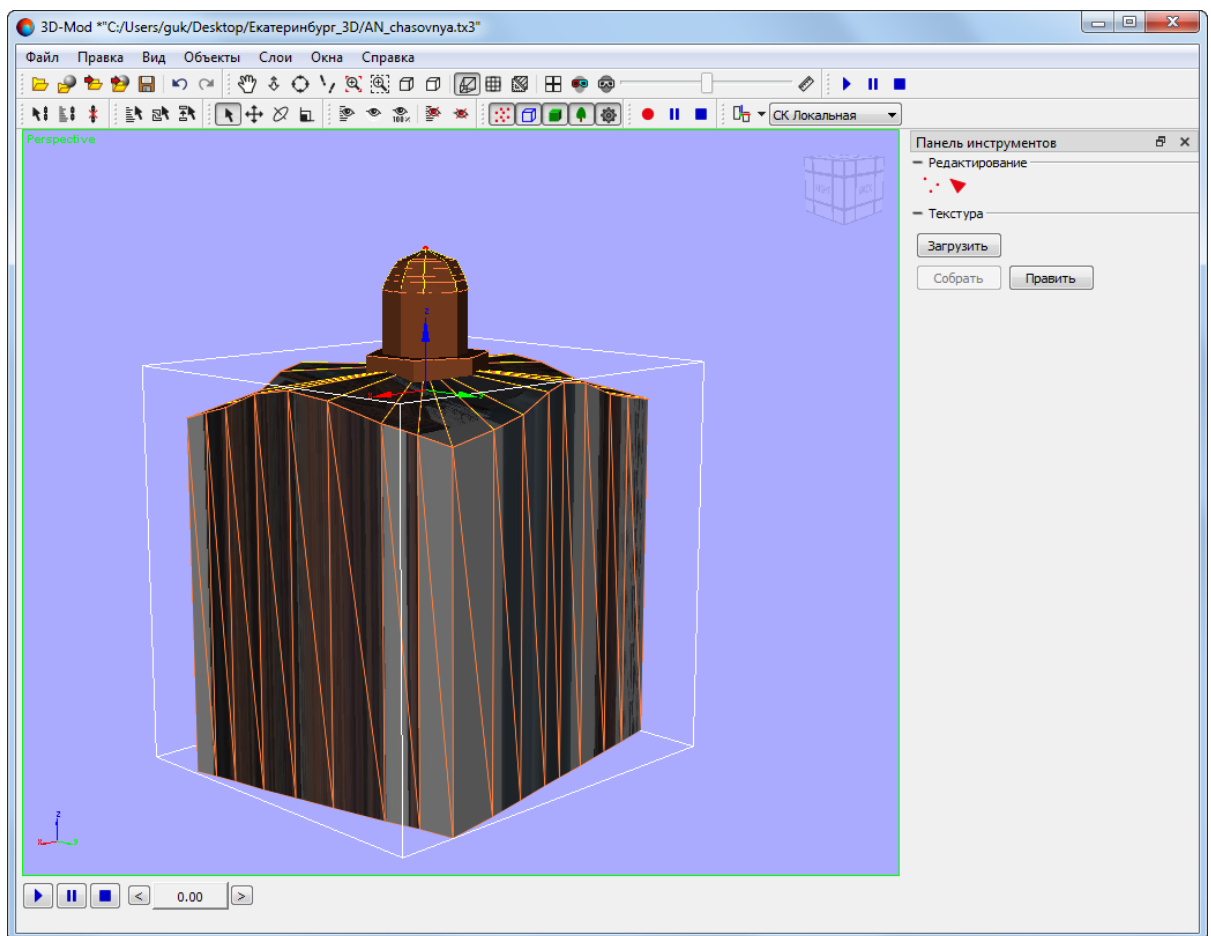 3D-Mod *"C:/Users/guk/Desktop/Екатеринбург_3D/AN_chasovnya.tx3"
Файл Правка Вид Объекты Слои Окна Справка
100%
СК Локальная
Perspective
Панель инструментов
Редактирование
Текстура
Загрузить
Собрать Править
z
x y
z
x y
< 0.00 >